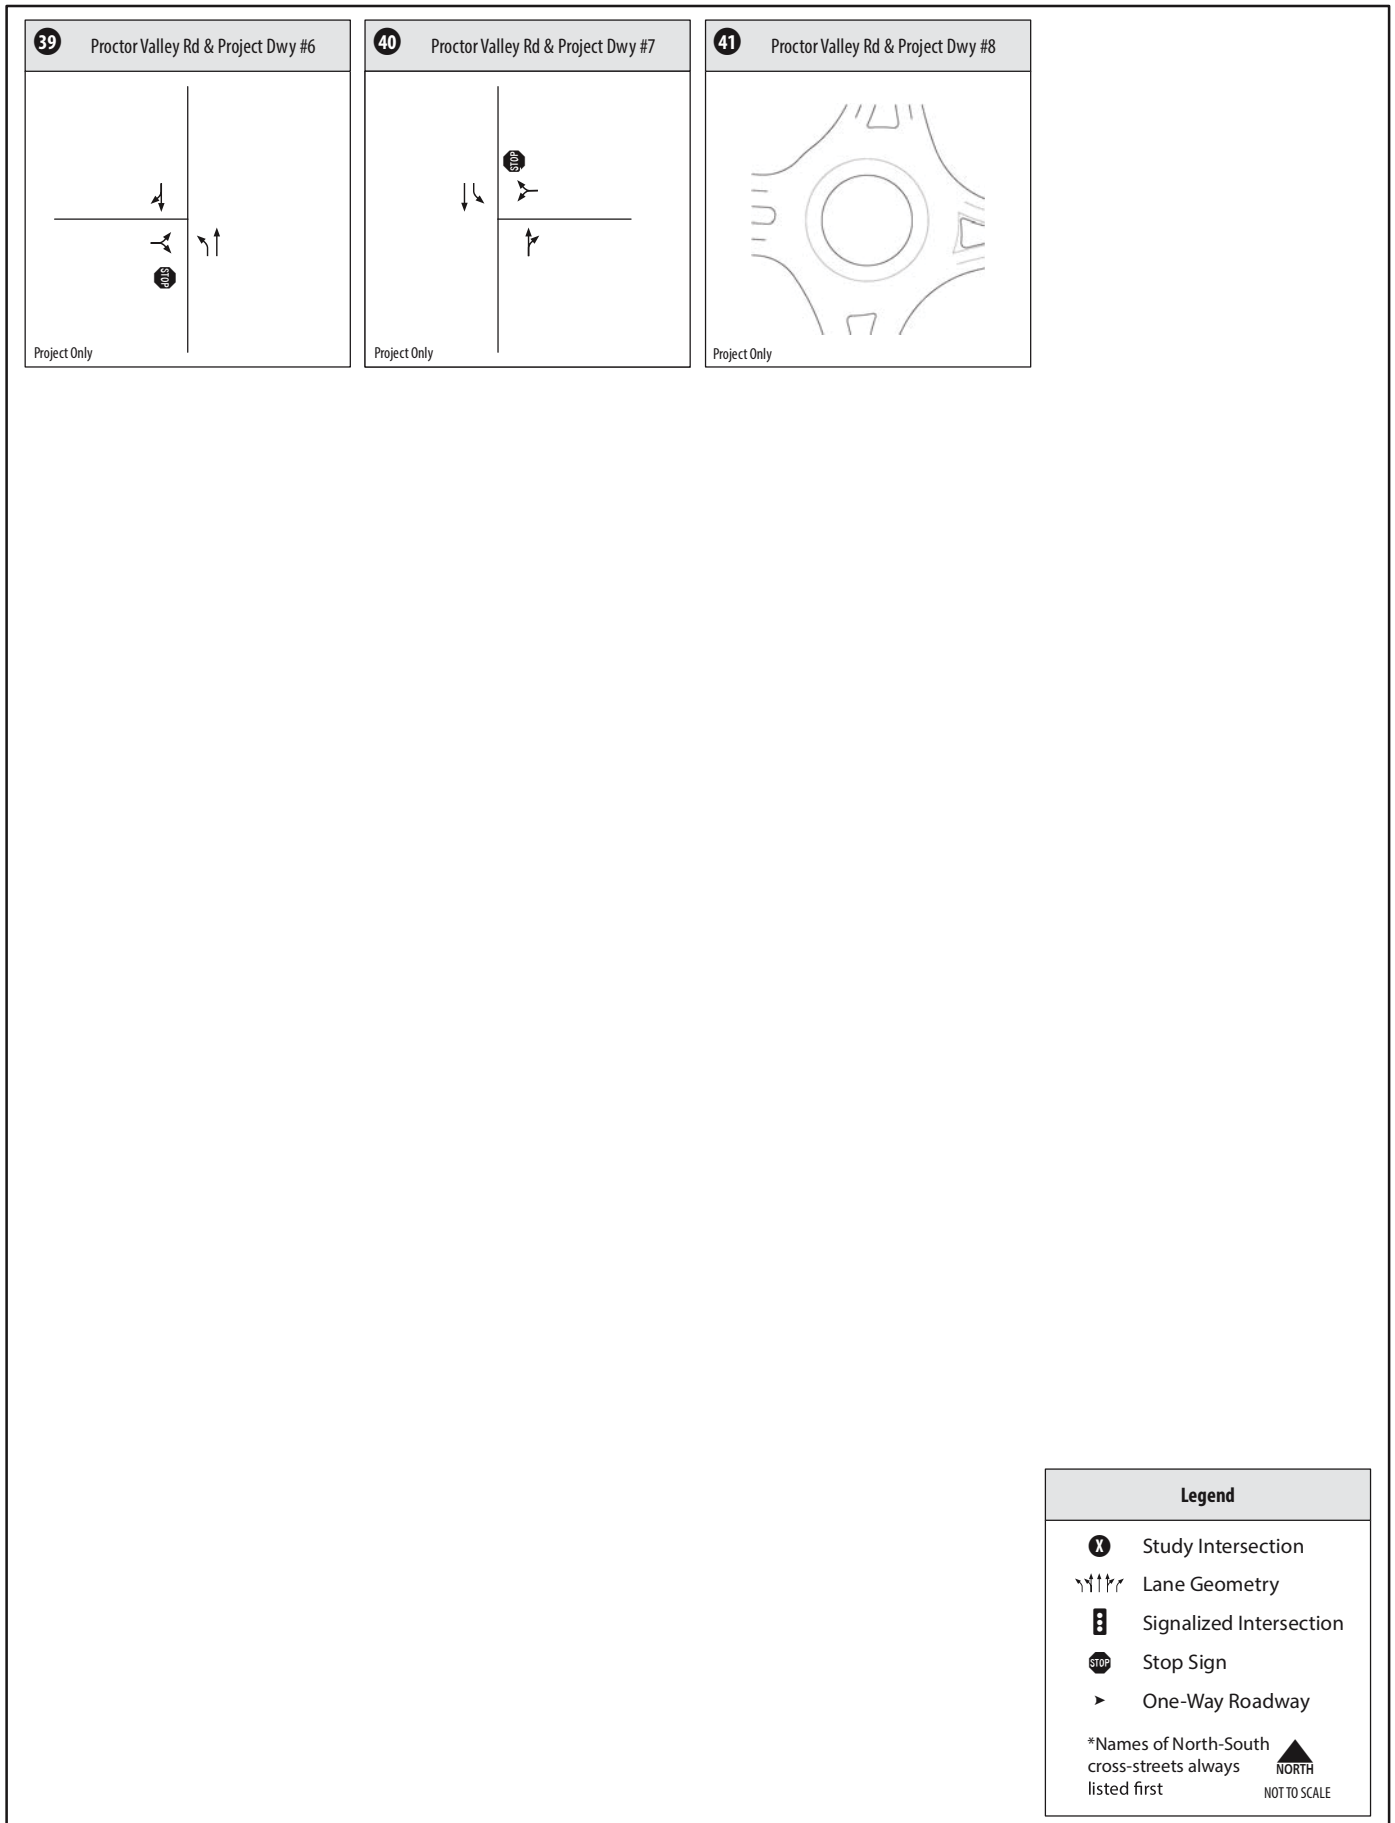 39 Proctor Valley Rd & Project Dwy #6
STOP
Project Only
40 Proctor Valley Rd & Project Dwy #7
STOP
Project Only
41 Proctor Valley Rd & Project Dwy #8
Project Only
Legend
X Study Intersection
Lane Geometry
Signalized Intersection
STOP Stop Sign
One-Way Roadway
*Names of North-South
cross-streets always
listed first
NORTH
NOT TO SCALE